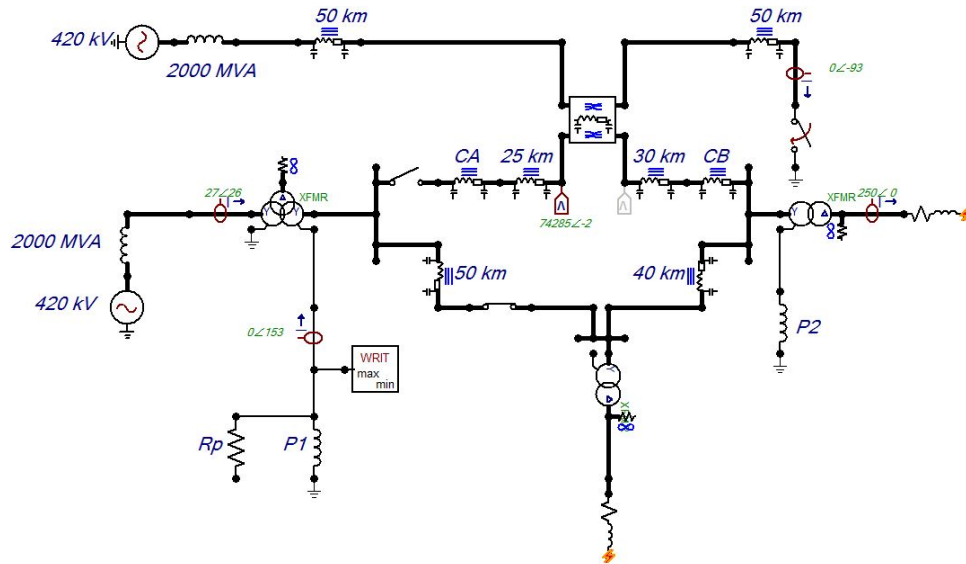 50 km
50 km
420 kV
2000 MVA
0∠-93
CA
25 km
30 km
CB
XFMR
27∠26
Y
Y
Δ
74285∠-2
V
V
XFMR
250∠ 0
Y
Δ
2000 MVA
50 km
40 km
420 kV
P2
0∠153
WRIT
max
min
Y
Δ
Rp
P1